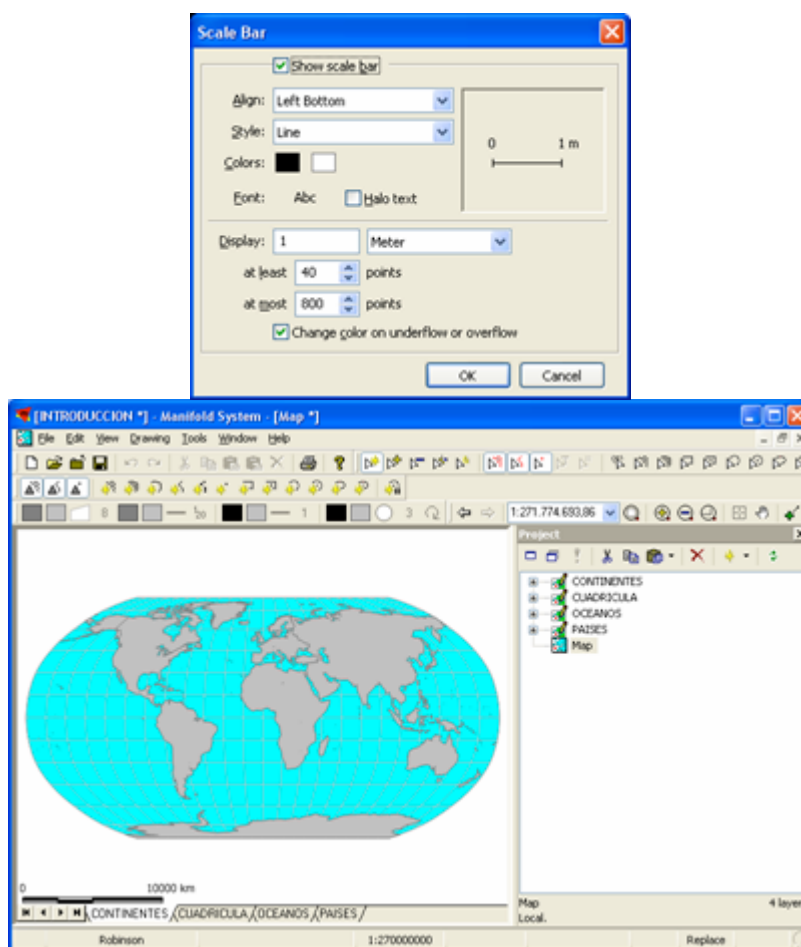 Scale Bar
Show scale bar
Align: Left Bottom
Style: Line
Colors:
Font: Abc Halo text
0 1 m
Display: 1 Meter
at least 40 points
at most 800 points
Change color on underflow or overflow
OK Cancel
[INTRODUCCION *] - Manifold System - [Map *]
File Edit View Drawing Tools Window Help
8 1 3 1:271.774.693,86
Project
CONTINENTES
CUADRICULA
OCEANOS
PAISES
Map
0 10000 km
CONTINENTES CUADRICULA OCEANOS PAISES
Map 4 layer
Local.
Robinson 1:270000000 Replace